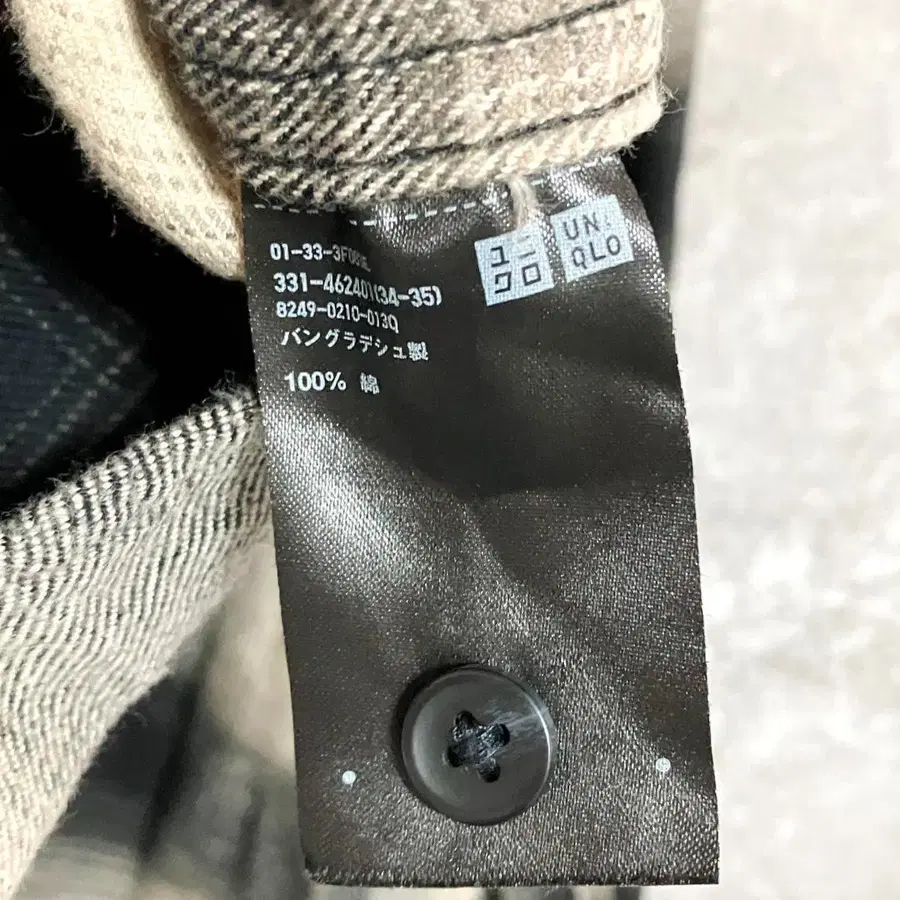 01-33-
331-462401(34-35)
8249-0210-013Q
バングラデシュ製
100% 綿
ユニ
クロ
UNI
QLO